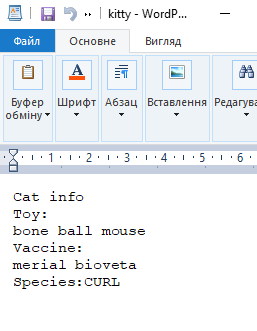 kitty - WordP...
Файл Основне Вигляд
Буфер обміну
Шрифт
Абзац
Вставлення
Редагува
1 2 3 4 5 6
Cat info
Toy:
bone ball mouse
Vaccine:
merial bioveta
Species:CURL